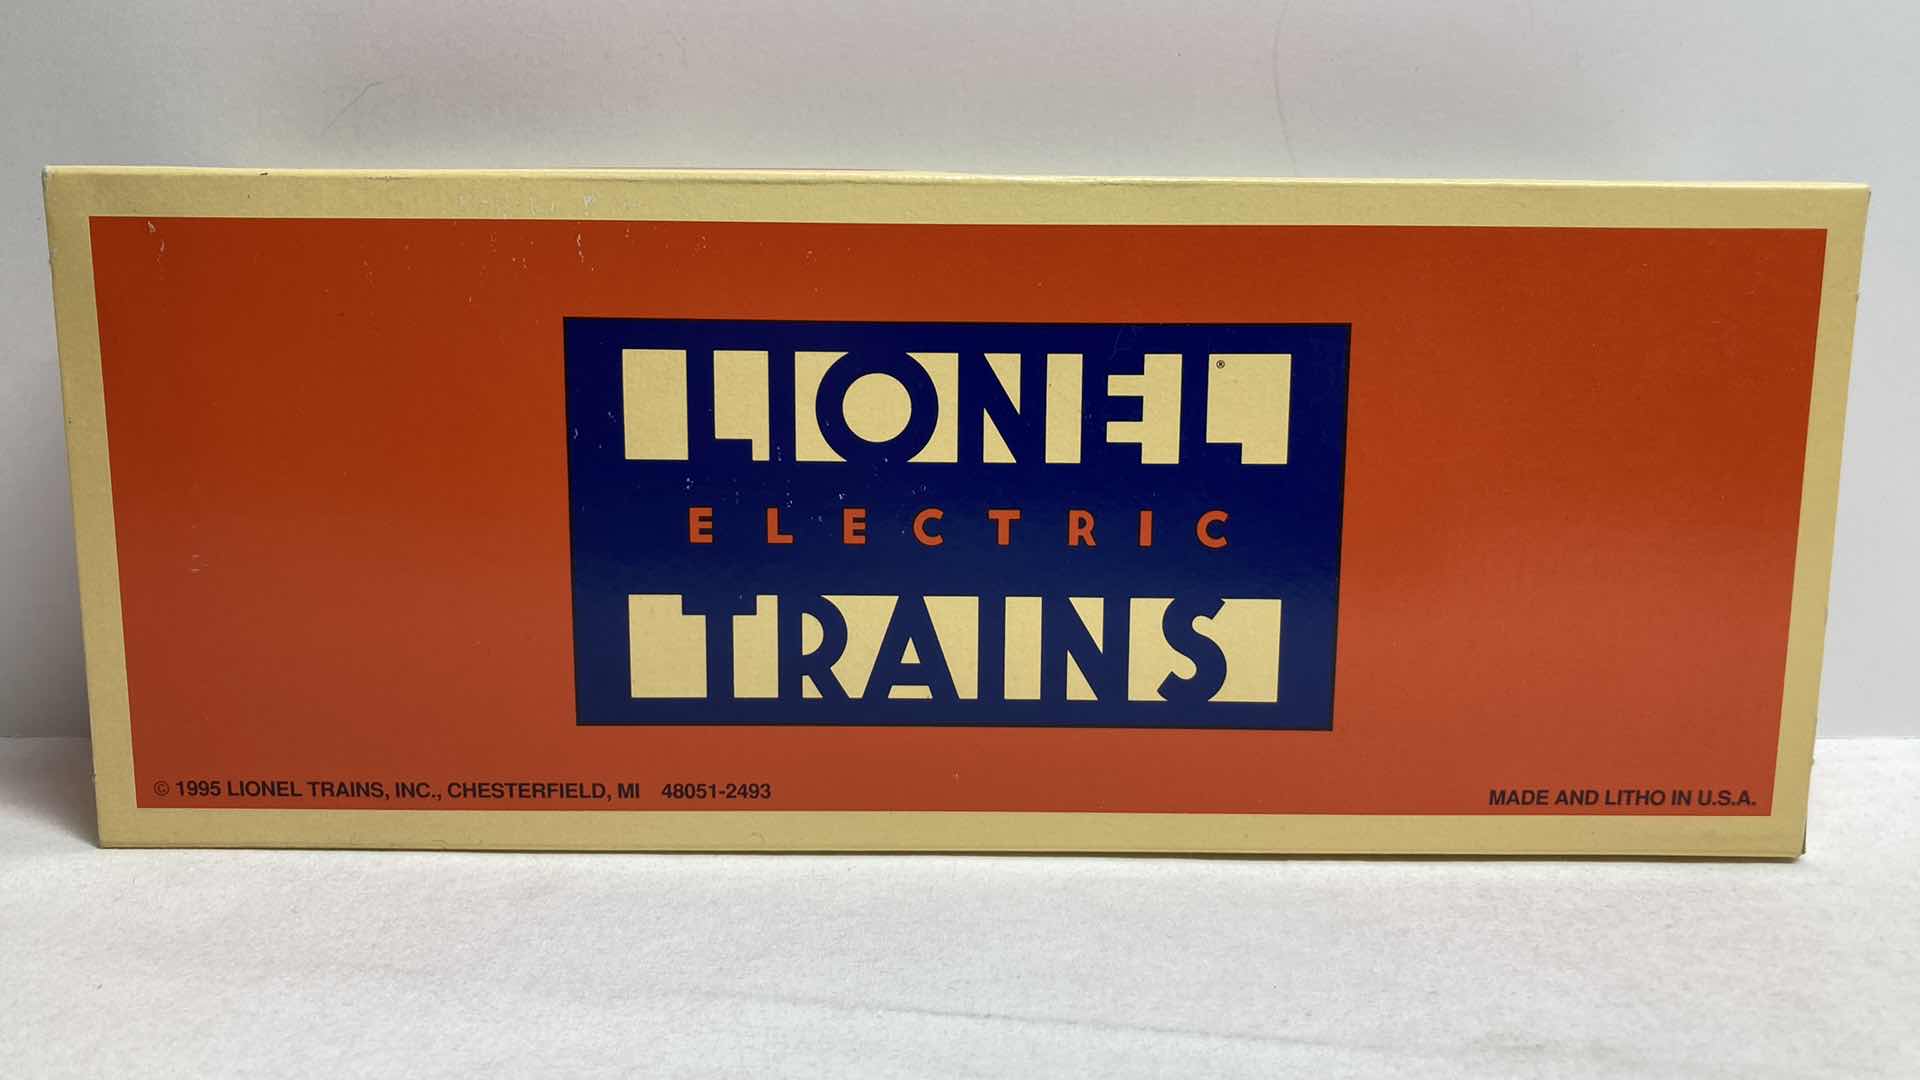 LIONEL®
ELECTRIC
TRAINS
© 1995 LIONEL TRAINS, INC., CHESTERFIELD, MI 48051-2493
MADE AND LITHO IN U.S.A.